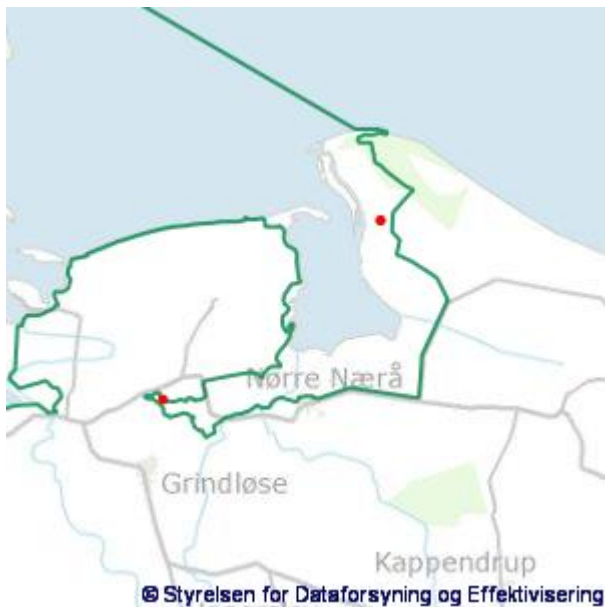 Nørre Nærå
Grindløse
Kappendrup
© Styrelsen for Dataforsyning og Effektivisering